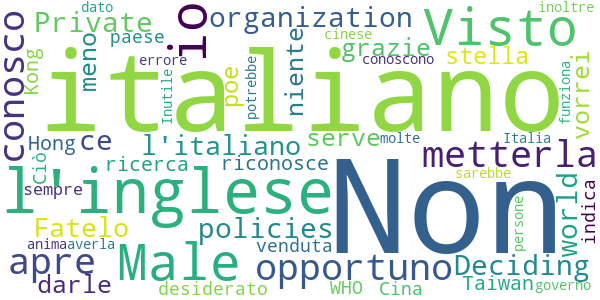 dato
Private
io
organization
Visto
inoltre
conosco
Kong
paese
meno
errore
italiano
cinese
grazie
conoscono
stella
poe
potrebbe
niente
Inutile
vorrei
funziona
Hong
ce
l'italiano
serve
molte
Italia
Ciò
ricerca
riconosce
metterla
sarebbe
sempre
l'inglese
Non
world
indica
Fatelo
policies
persone
anima
averla
venduta
apre
Male
opportuno
Deciding
darle
desiderato
WHO
Cina
Taiwan
governo